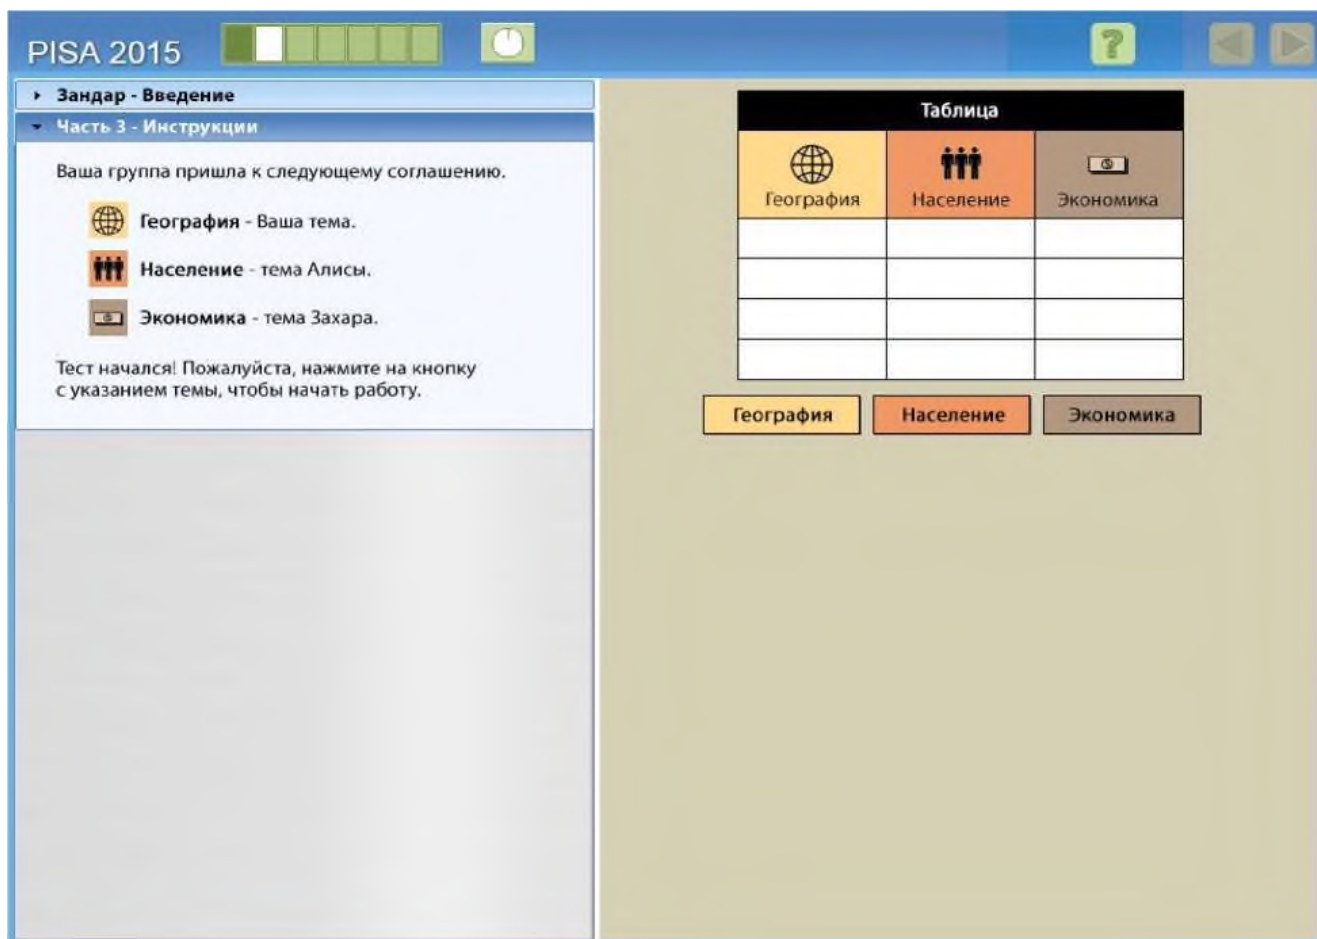 PISA 2015
?
Зандар - Введение
Часть 3 - Инструкции
Ваша группа пришла к следующему соглашению.
География - Ваша тема.
Население - тема Алисы.
Экономика - тема Захара.
Тест начался! Пожалуйста, нажмите на кнопку
с указанием темы, чтобы начать работу.
Таблица
География Население Экономика
География Население Экономика